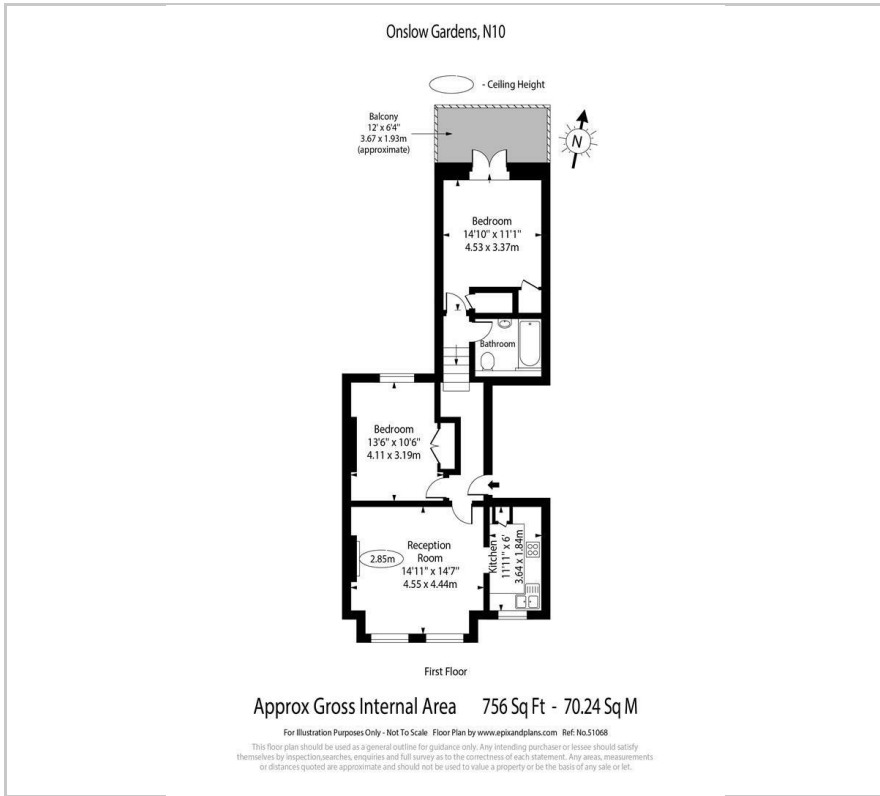 Onslow Gardens, N10
- Ceiling Height
Balcony
12' x 6'4"
3.67 x 1.93m
(approximate)
N
Bedroom
14'10" x 11'1"
4.53 x 3.37m
Bathroom
Bedroom
13'6" x 10'6"
4.11 x 3.19m
Reception
Room
14'11" x 14'7"
4.55 x 4.44m
2.85m
Kitchen
11'11" x 6'
3.64 x 1.84m
First Floor
Approx Gross Internal Area 756 Sq Ft - 70.24 Sq M
For Illustration Purposes Only - Not To Scale Floor Plan by www.epixandplans.com Ref: No.51068
This floor plan should be used as a general outline for guidance only. Any intending purchaser or lessee should satisfy
themselves by inspection,searches, enquiries and full survey as to the correctness of each statement. Any areas, measurements
or distances quoted are approximate and should not be used to value a property or be the basis of any sale or let.